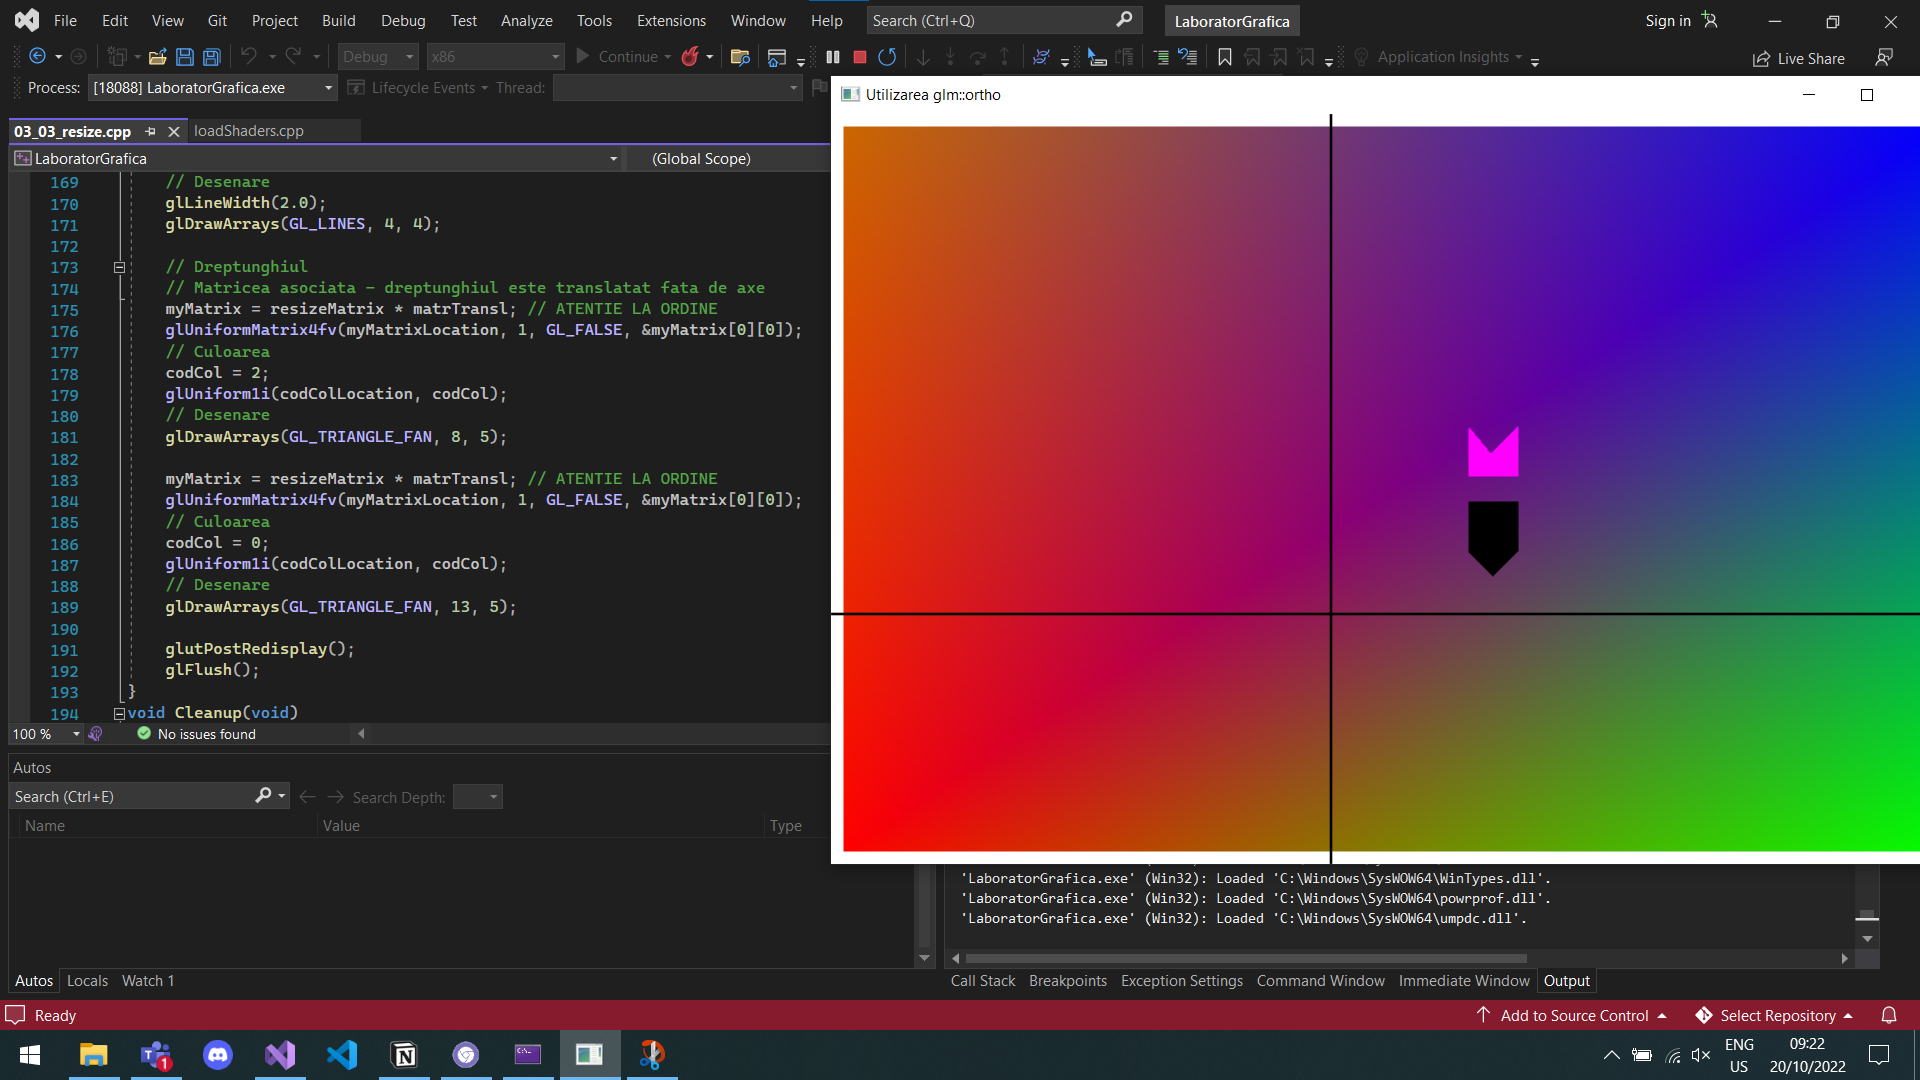 File Edit View Git Project Build Debug Test Analyze Tools Extensions Window Help Search (Ctrl+Q) LaboratorGrafica Sign in
Debug x86 Continue Application Insights Live Share
Process: [18088] LaboratorGrafica.exe Lifecycle Events Thread:
Utilizarea glm::ortho
03_03_resize.cpp loadShaders.cpp
LaboratorGrafica (Global Scope)
169 // Desenare
170 glLineWidth(2.0);
171 glDrawArrays(GL_LINES, 4, 4);
172
173 // Dreptunghiul
174 // Matricea asociata - dreptunghiul este translatat fata de axe
175 myMatrix = resizeMatrix * matrTransl; // ATENTIE LA ORDINE
176 glUniformMatrix4fv(myMatrixLocation, 1, GL_FALSE, &myMatrix[0][0]);
177 // Culoarea
178 codCol = 2;
179 glUniform1i(codColLocation, codCol);
180 // Desenare
181 glDrawArrays(GL_TRIANGLE_FAN, 8, 5);
182
183 myMatrix = resizeMatrix * matrTransl; // ATENTIE LA ORDINE
184 glUniformMatrix4fv(myMatrixLocation, 1, GL_FALSE, &myMatrix[0][0]);
185 // Culoarea
186 codCol = 0;
187 glUniform1i(codColLocation, codCol);
188 // Desenare
189 glDrawArrays(GL_TRIANGLE_FAN, 13, 5);
190
191 glutPostRedisplay();
192 glFlush();
193 }
194 void Cleanup(void)
100 % No issues found
Autos
Search (Ctrl+E) Search Depth:
Name Value Type
'LaboratorGrafica.exe' (Win32): Loaded 'C:\Windows\SysWOW64\WinTypes.dll'.
'LaboratorGrafica.exe' (Win32): Loaded 'C:\Windows\SysWOW64\powrprof.dll'.
'LaboratorGrafica.exe' (Win32): Loaded 'C:\Windows\SysWOW64\umpdc.dll'.
Autos Locals Watch 1 Call Stack Breakpoints Exception Settings Command Window Immediate Window Output
Ready Add to Source Control Select Repository
1 ENG 09:22
US 20/10/2022